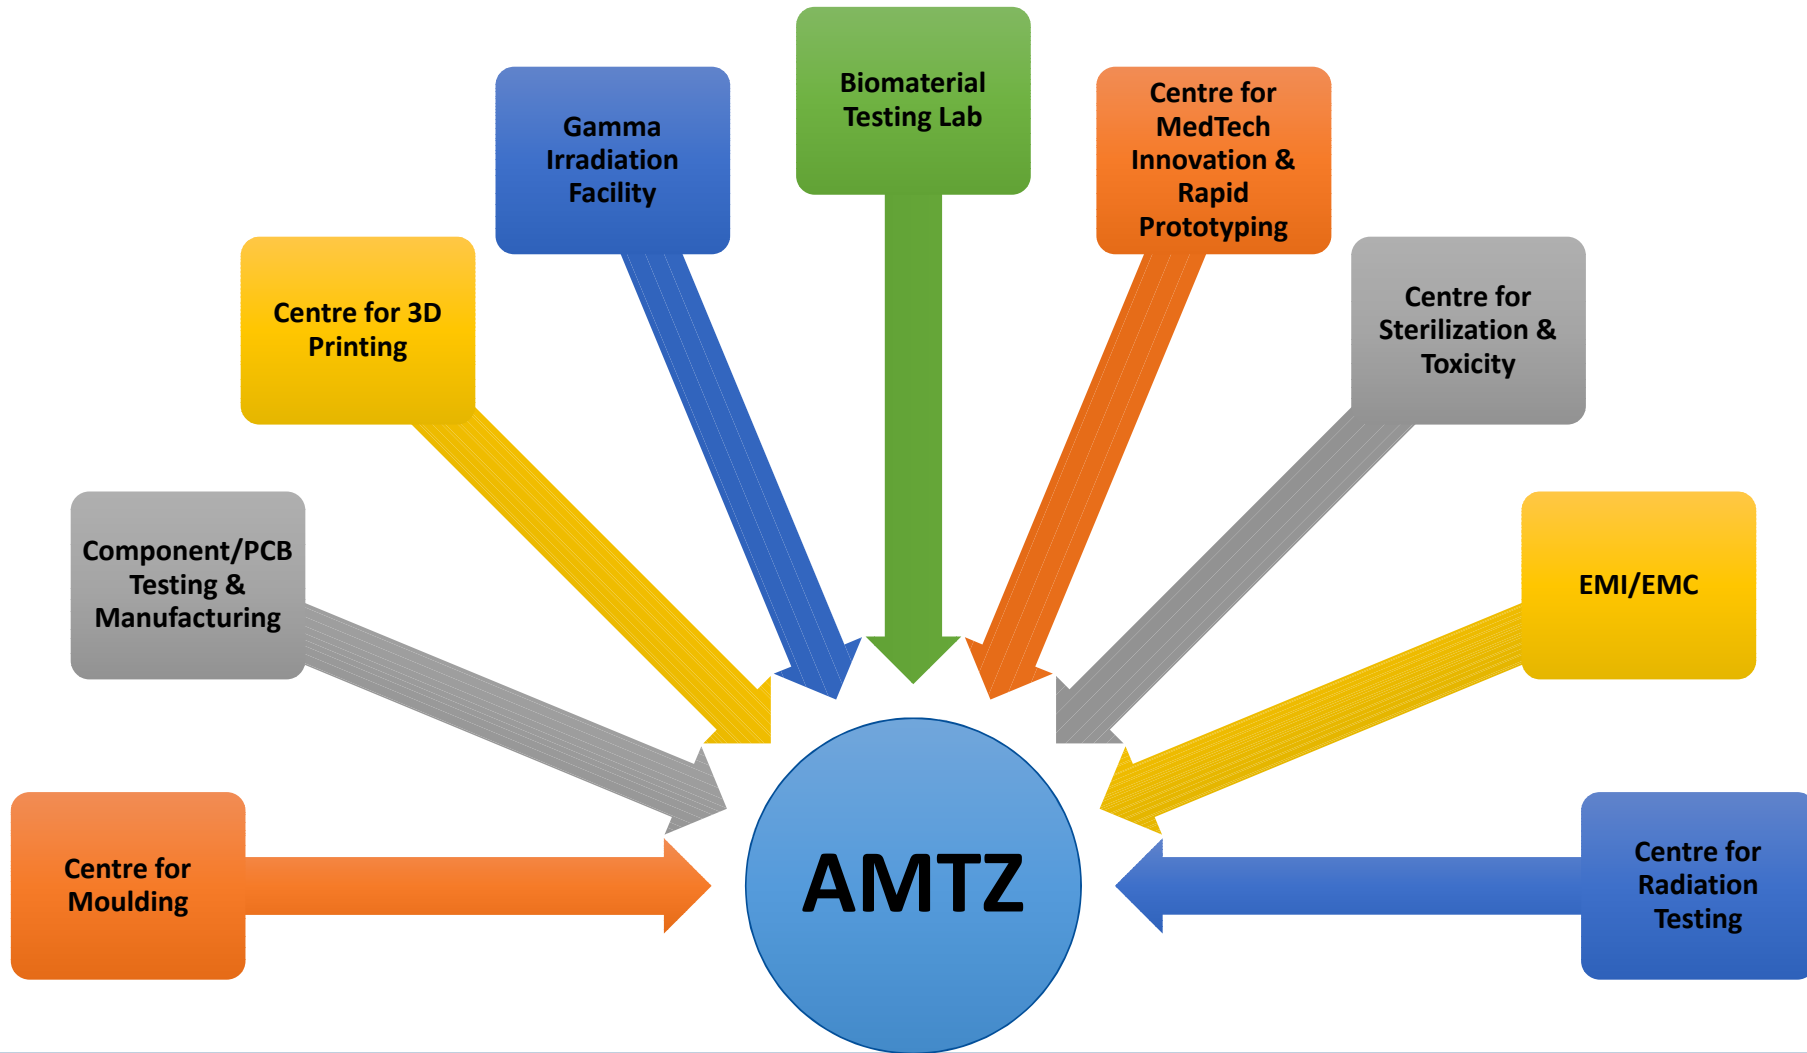 Biomaterial
Testing Lab
Gamma
Irradiation
Facility
Centre for
MedTech
Innovation &
Rapid
Prototyping
Centre for 3D
Printing
Centre for
Sterilization &
Toxicity
Component/PCB
Testing &
Manufacturing
EMI/EMC
Centre for
Moulding
AMTZ
Centre for
Radiation
Testing